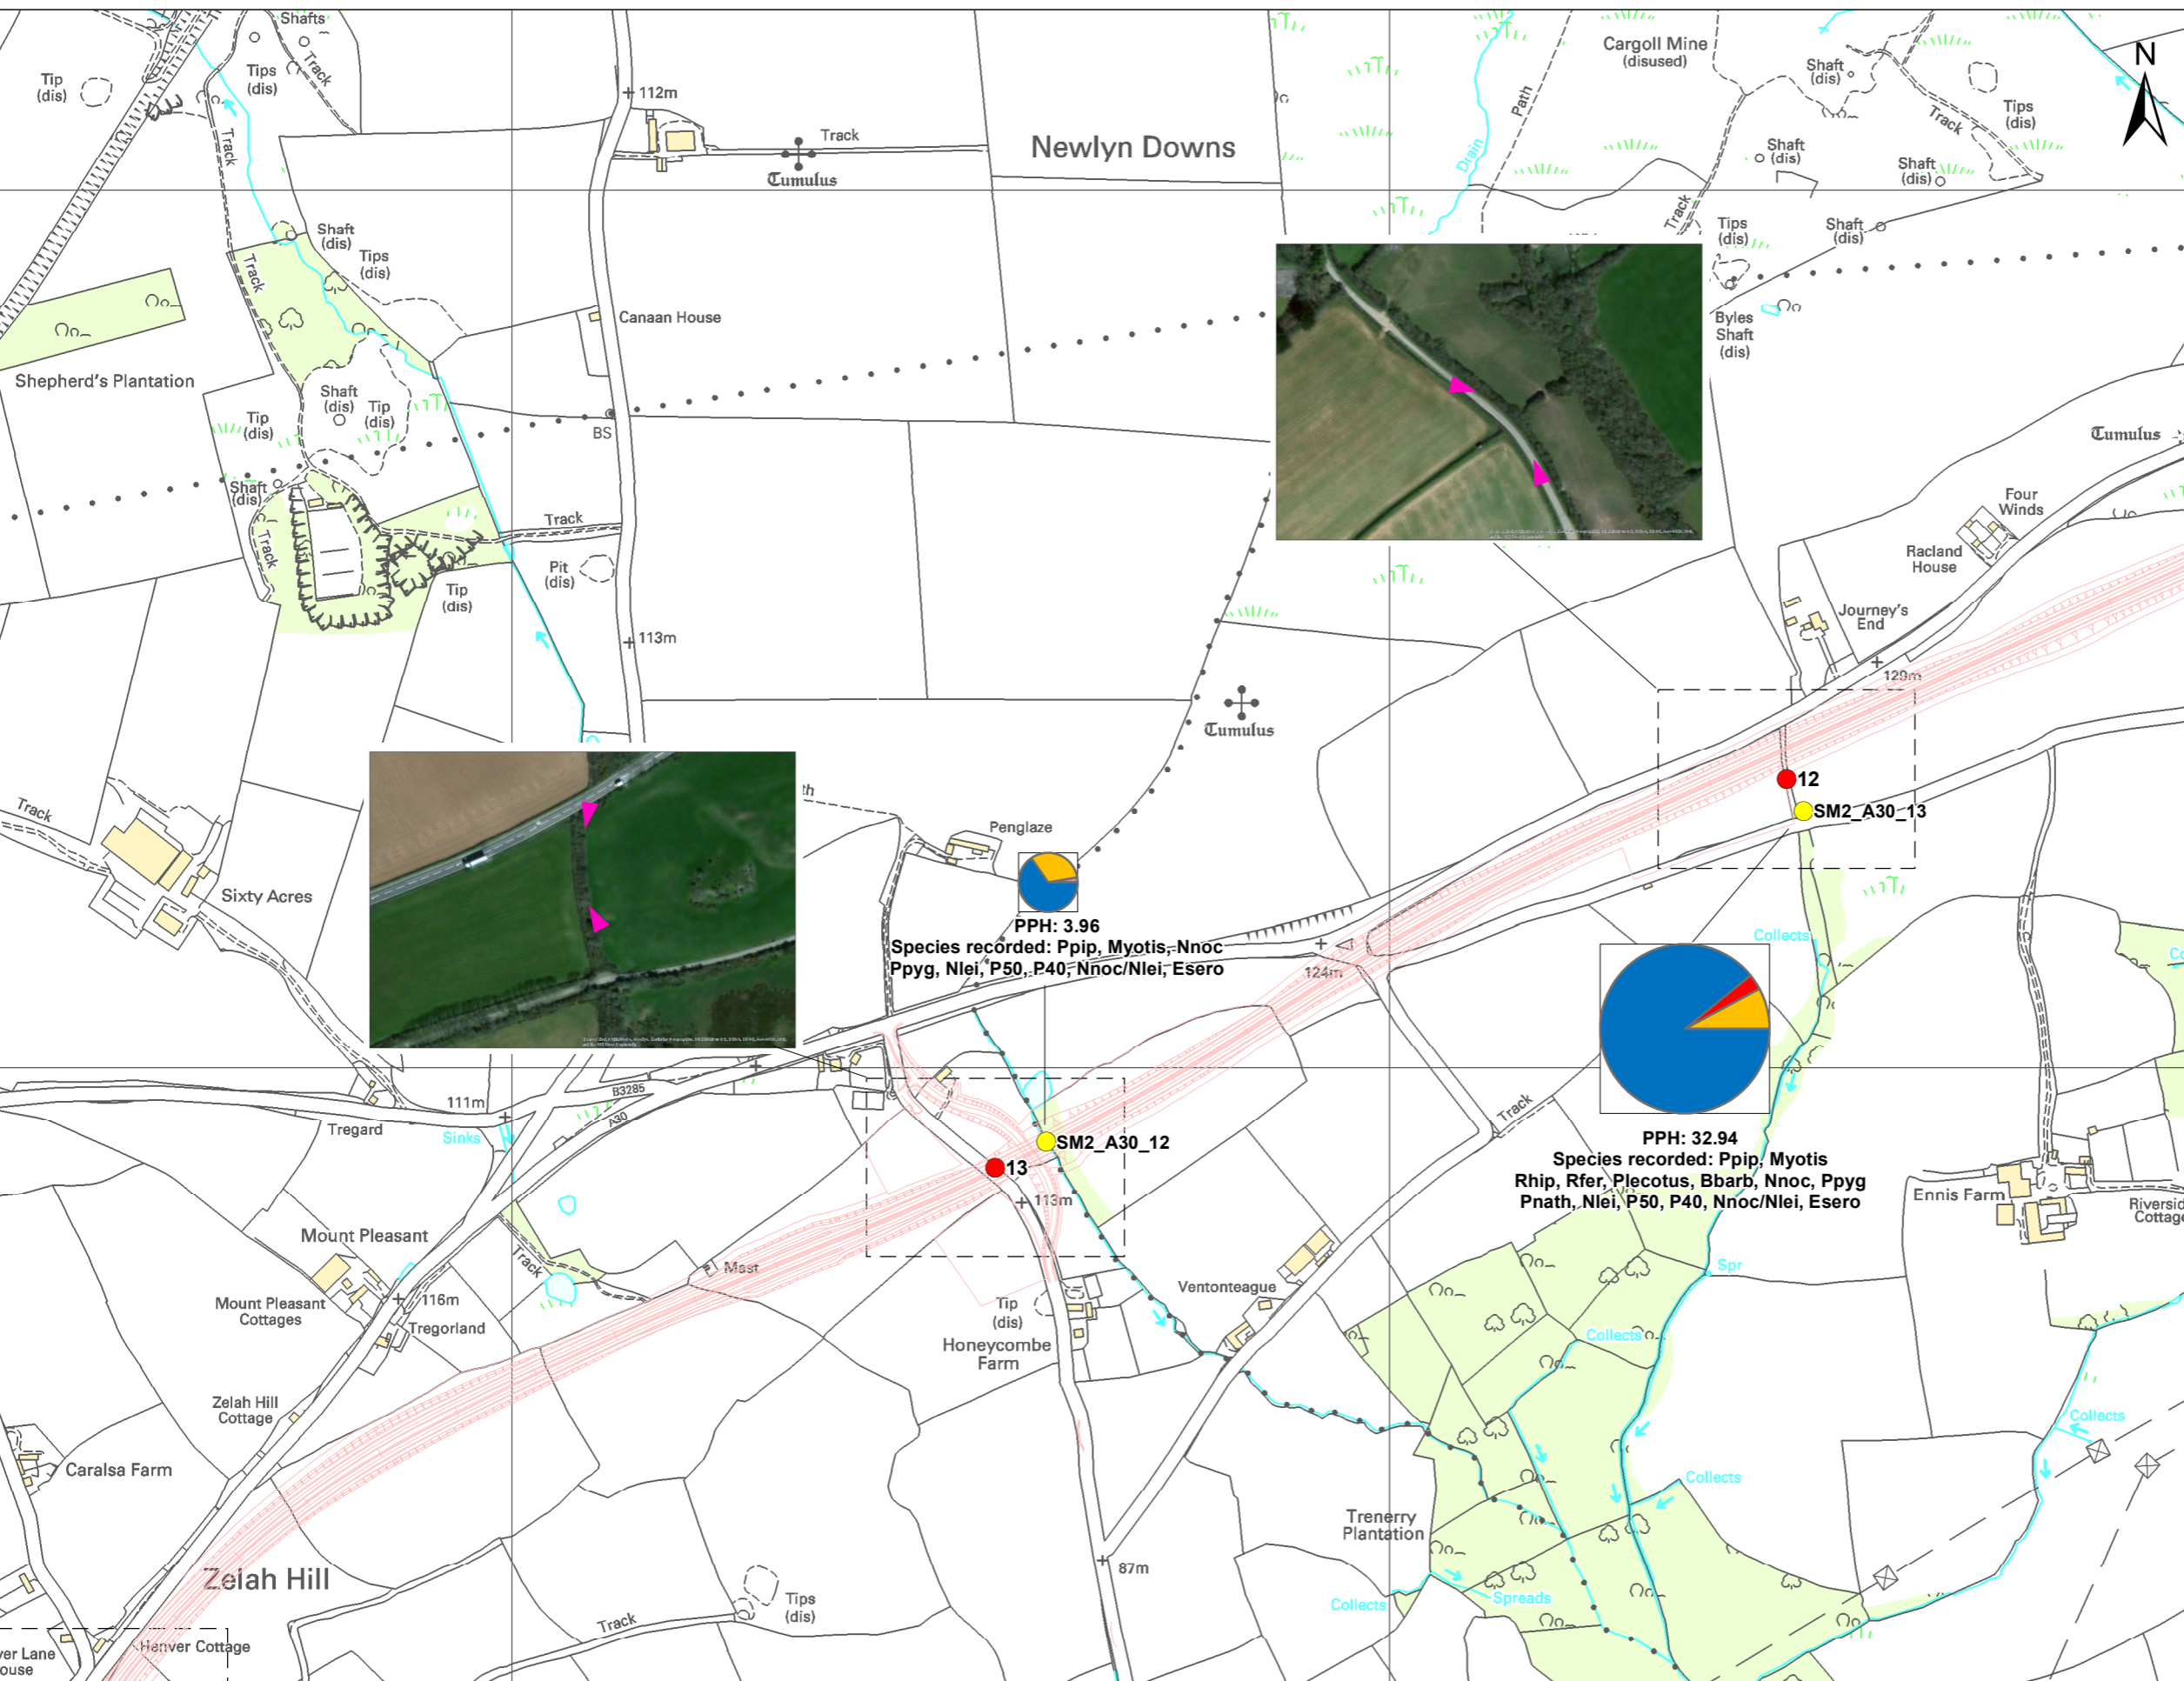 Shafts
Tip
(dis)
Tips
(dis)
Track
Track
112m
Track
Tumulus
Newlyn Downs
Drain
Path
Cargoll Mine
(disused)
Shaft
(dis)
Tips
(dis)
Track
N
Shaft
(dis)
Shaft
(dis)
Track
Tips
(dis)
Shaft
(dis)
Shaft
(dis)
Tips
(dis)
Track
Canaan House
Byles
Shaft
(dis)
Shepherd's Plantation
Shaft
(dis)
Tip
(dis)
Tip
(dis)
BS
Tumulus
Shaft
(dis)
Track
Track
Four
Winds
Racland
House
Pit
(dis)
Tip
(dis)
Journey's
End
113m
129m
Tumulus
12
SM2_A30_13
Track
Penglaze
Sixty Acres
PPH: 3.96
Species recorded: Ppip, Myotis, Nnoc
Ppyg, Nlei, P50, P40, Nnoc/Nlei, Esero
124m
Collects
111m
B3285
A30
Tregard
Sinks
Track
SM2_A30_12
13
113m
PPH: 32.94
Species recorded: Ppip, Myotis
Rhip, Rfer, Plecotus, Bbarb, Nnoc, Ppyg
Pnath, Nlei, P50, P40, Nnoc/Nlei, Esero
Ennis Farm
Riversid
Cottage
Mount Pleasant
Track
Mast
Spr
Mount Pleasant
Cottages
116m
Tregorland
Tip
(dis)
Honeycombe
Farm
Ventonteague
Collects
Zelah Hill
Cottage
Collects
Caralsa Farm
Collects
Trenerry
Plantation
Zelah Hill
87m
Tips
(dis)
Track
Collects
Spreads
Hanver Cottage
ver Lane
ouse